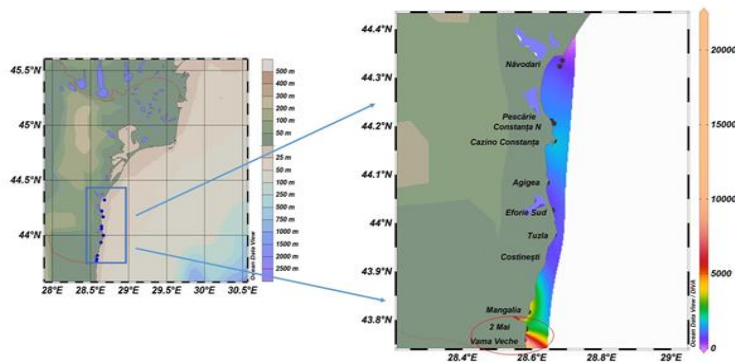 45.5°N
45°N
44.5°N
44°N
28°E
28.5°E
29°E
29.5°E
30°E
30.5°E
500 m
400 m
300 m
200 m
100 m
50 m
25 m
50 m
100 m
250 m
500 m
750 m
1000 m
1500 m
2000 m
2500 m
Ocean Data View
44.4°N
44.3°N
44.2°N
44.1°N
44°N
43.9°N
43.8°N
Năvodari
Pescărie
Constanța N
Cazino Constanța
Agigea
Eforie Sud
Tuzla
Costinești
Mangalia
2 Mai
Vama Veche
28.4°E
28.6°E
28.8°E
29°E
Ocean Data View / DIVA
20000
15000
10000
5000
0